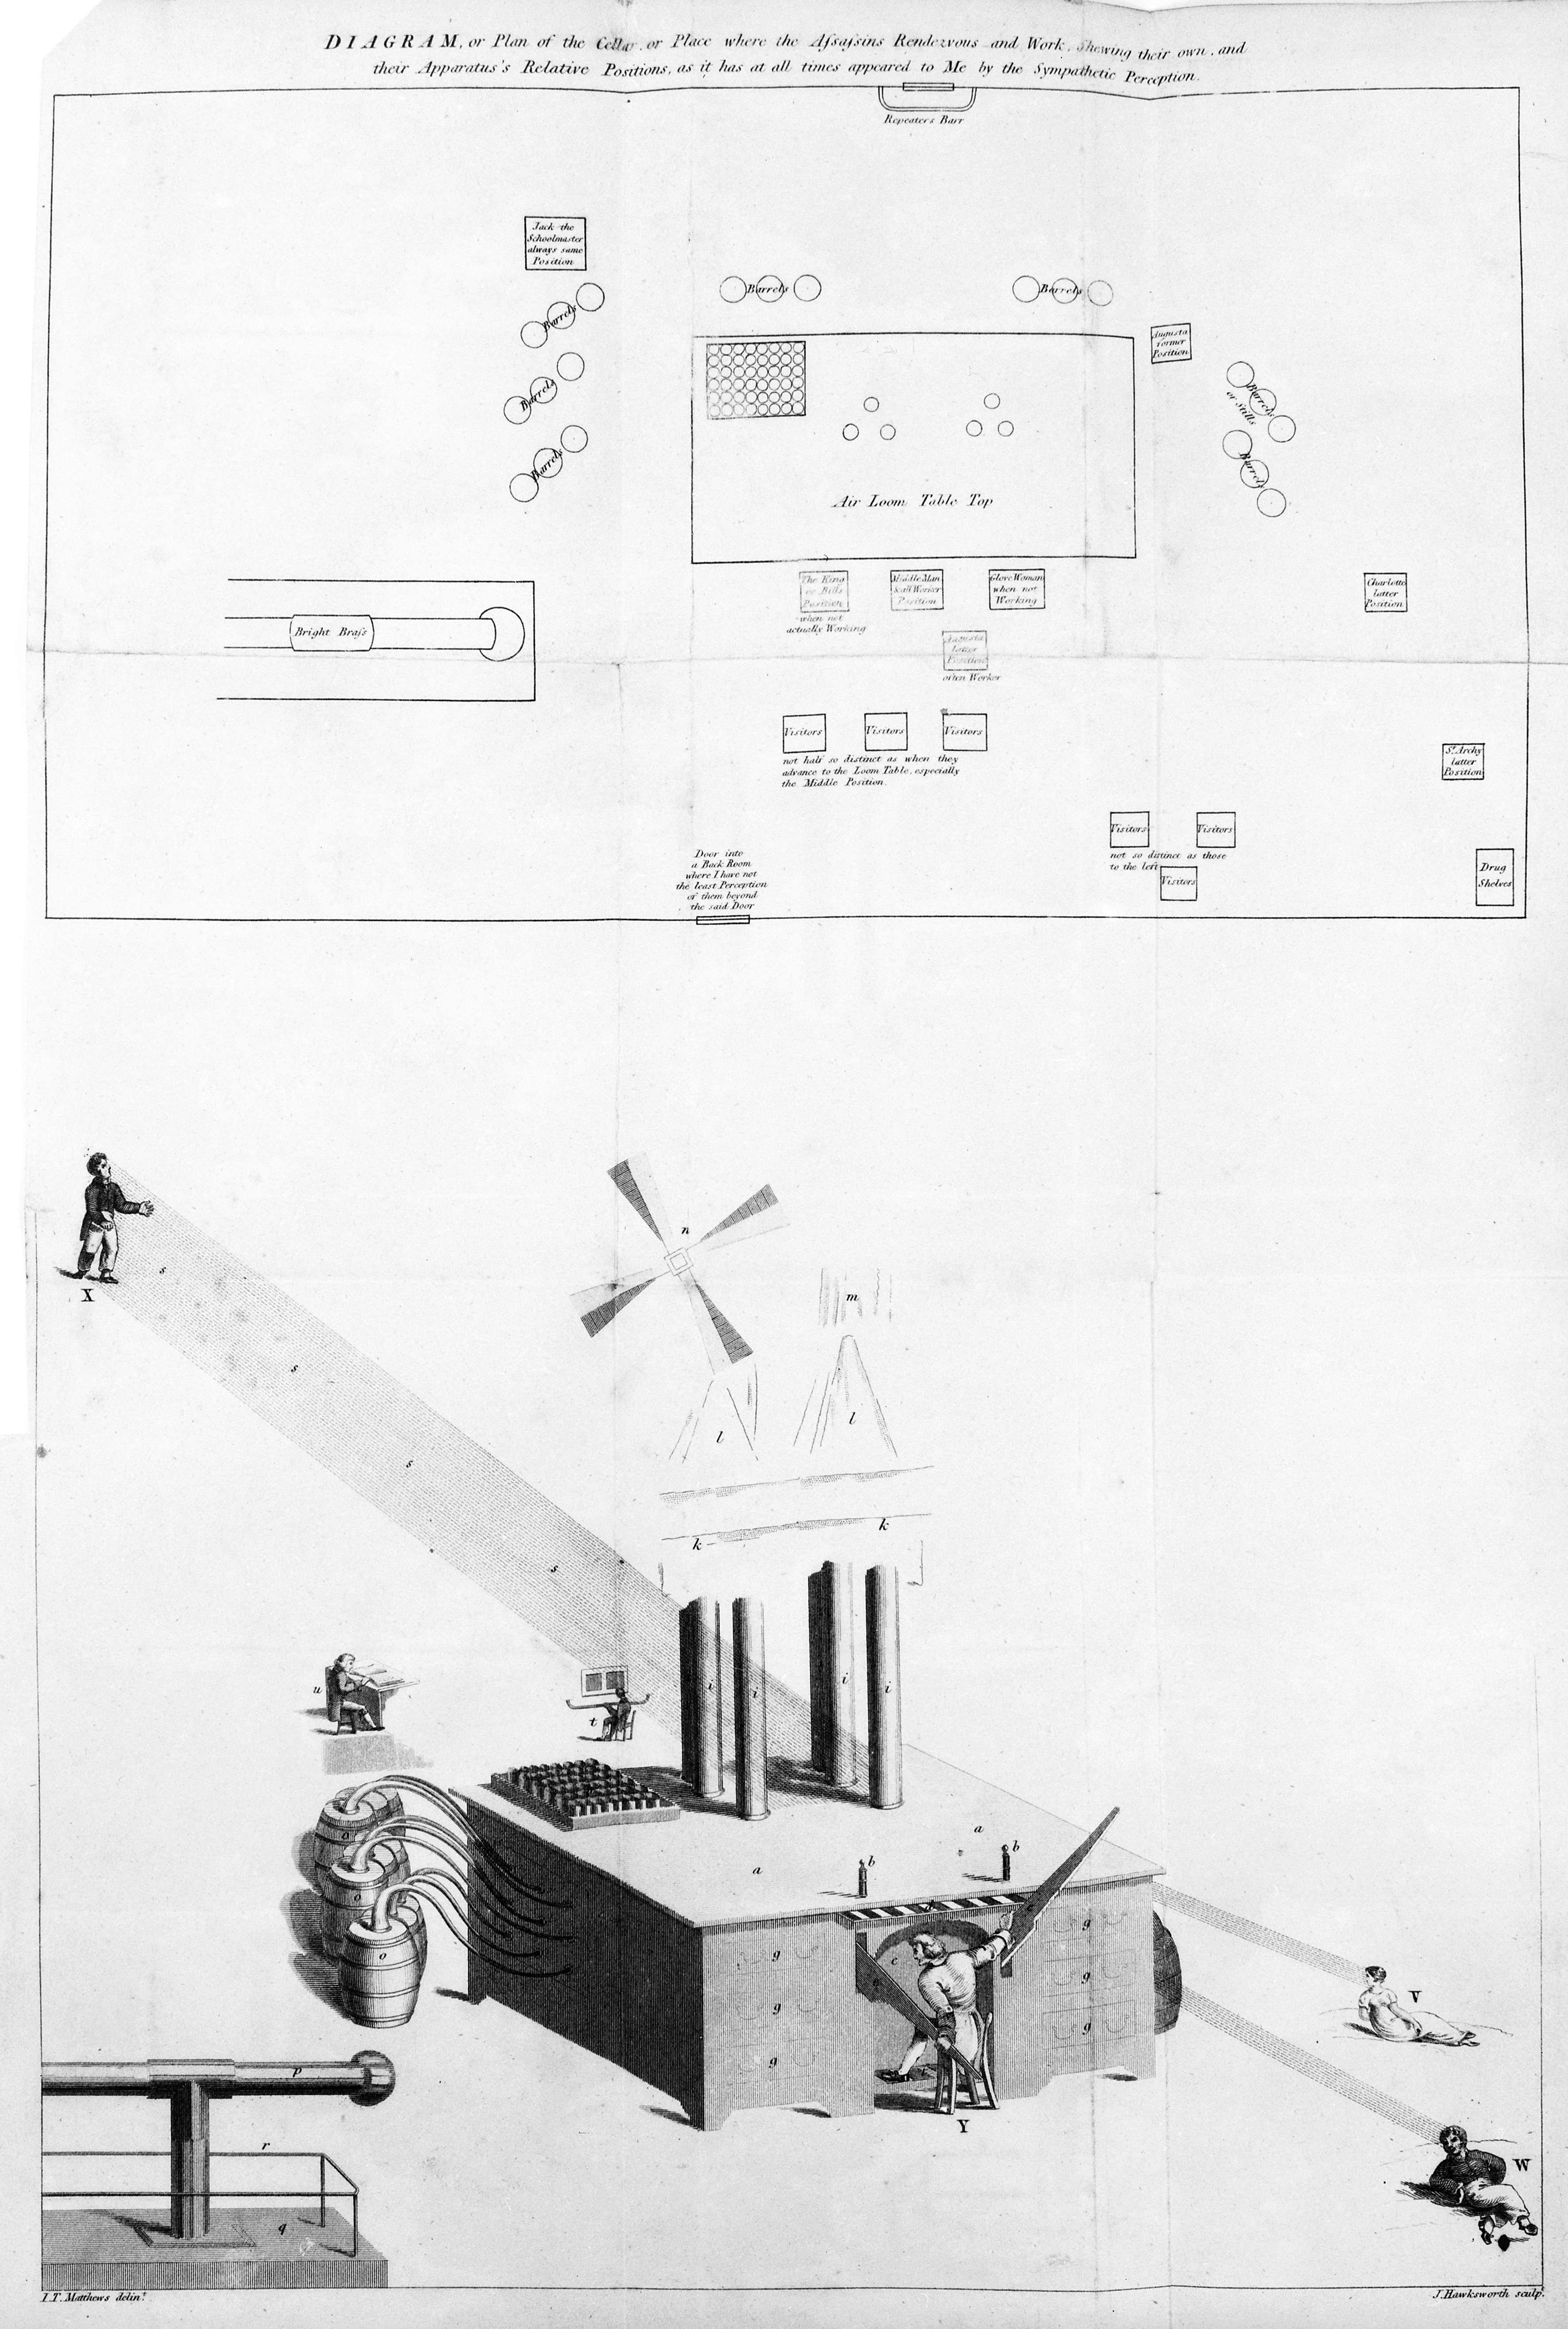 DIAGRAM, or Plan of the Cellar, or Place where the Aſsaſsins Rendezvous and Work, Shewing their own, and
their Apparatus's Relative Positions, as it has at all times appeared to Me by the Sympathetic Perception.
Repeaters Barr
Jack the
Schoolmaster
always same
Position
Barrels
Barrels
Barrels
Barrels
Barrels
Augusta
former
Position
Barrels
or Stills
Barrels
Air Loom Table Top
The King
or Bills
Position
when not
actually Working
Middle Man
& all Worker
Position
Glove Woman
when not
Working
Charlotte
latter
Position
Bright Braſs
Augusta
latter
Position
often Worker
Visitors
Visitors
Visitors
not half so distinct as when they
advance to the Loom Table, especially
the Middle Position.
Sr. Archy
latter
Position
Visitors
Visitors
not so distinct as those
to the left
Visitors
Drug
Shelves
Door into
a Back Room
where I have not
the least Perception
of them beyond
the said Door
X
s
s
s
s
n
m
l
l
k
k
i
i
i
i
u
t
a
a
b
b
c
e
g
g
g
g
g
g
o
o
o
V
W
Y
p
r
q
I.T. Matthews delin.t
J. Hawksworth sculp.t